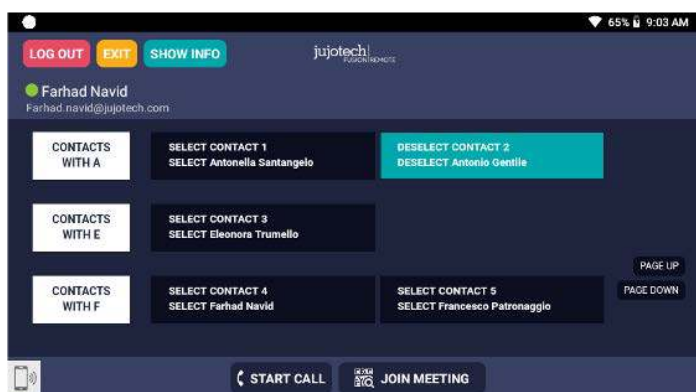 65% 9:03 AM
LOG OUT EXIT SHOW INFO
jujotech
FUSION REMOTE
Farhad Navid
Farhad.navid@jujotech.com
CONTACTS WITH A
SELECT CONTACT 1
SELECT Antonella Santangelo
DESELECT CONTACT 2
DESELECT Antonio Gentile
CONTACTS WITH E
SELECT CONTACT 3
SELECT Eleonora Trumello
PAGE UP
CONTACTS WITH F
SELECT CONTACT 4
SELECT Farhad Navid
SELECT CONTACT 5
SELECT Francesco Patronaggio
PAGE DOWN
START CALL
JOIN MEETING